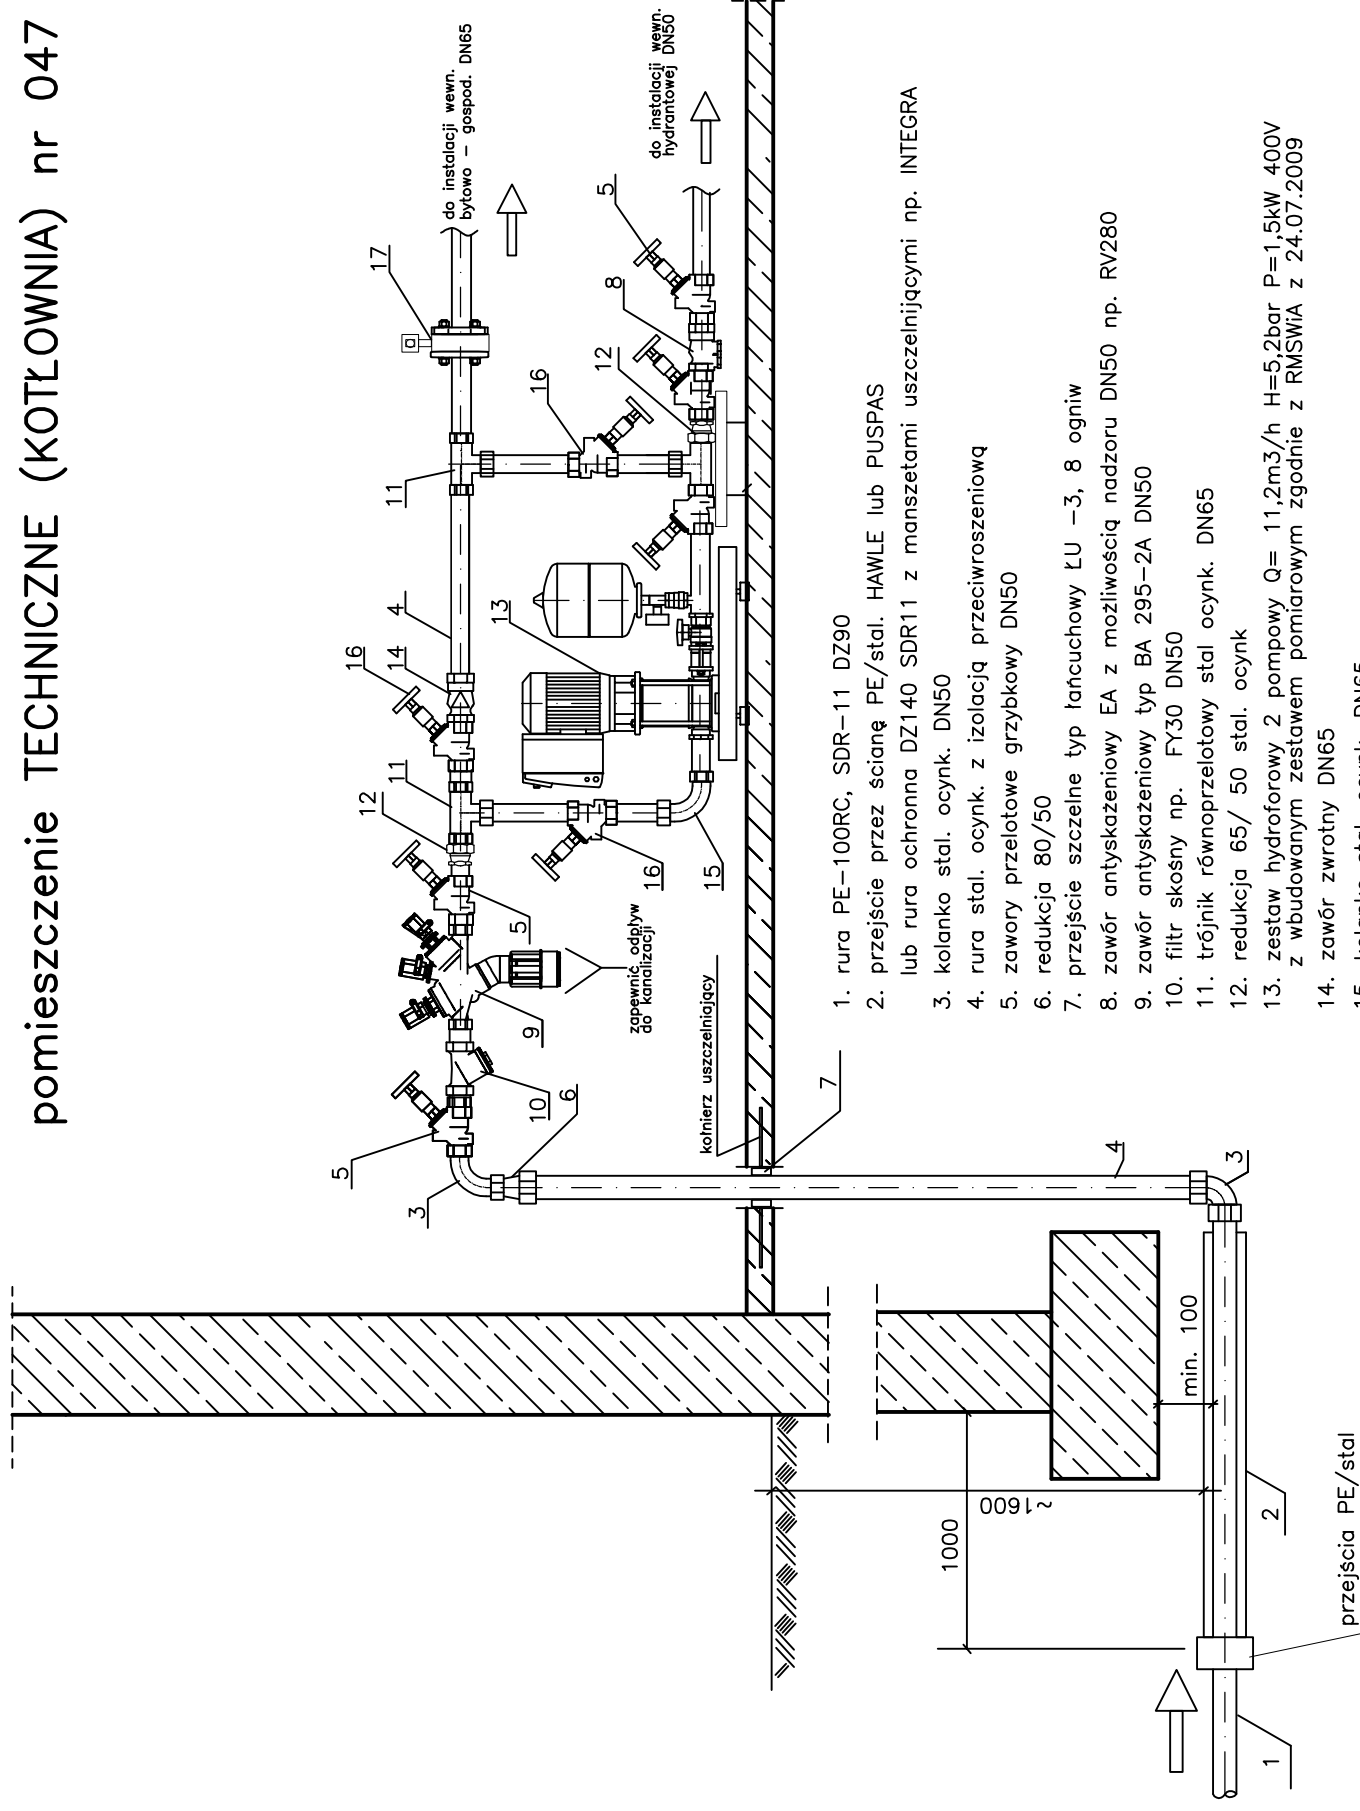 pomieszczenie TECHNICZNE (KOTŁOWNIA) nr 047
do instalacji wewn.
bytowo – gospod. DN65
do instalacji wewn.
hydrantowej DN50
17
5
8
12
16
11
4
13
16
14
11
12
16
15
5
zapewnić odpływ
do kanalizacji
9
10
6
5
3
kołnierz uszczelniający
7
4
3
min. 100
~1600
1000
2
1
przejścia PE/stal
1. rura PE-100RC, SDR-11 DZ90
2. przejście przez ścianę PE/stal. HAWLE lub PUSPAS
lub rura ochronna DZ140 SDR11 z manszetami uszczelnijącymi np. INTEGRA
3. kolanko stal. ocynk. DN50
4. rura stal. ocynk. z izolacją przeciwroszeniową
5. zawory przelotowe grzybkowy DN50
6. redukcja 80/50
7. przejście szczelne typ łańcuchowy ŁU -3, 8 ogniw
8. zawór antyskażeniowy EA z możliwością nadzoru DN50 np. RV280
9. zawór antyskażeniowy typ BA 295-2A DN50
10. filtr skośny np. FY30 DN50
11. trójnik równoprzelotowy stal ocynk. DN65
12. redukcja 65/ 50 stal. ocynk
13. zestaw hydroforowy 2 pompowy Q= 11,2m3/h H=5,2bar P=1,5kW 400V
z wbudowanym zestawem pomiarowym zgodnie z RMSWiA z 24.07.2009
14. zawór zwrotny DN65